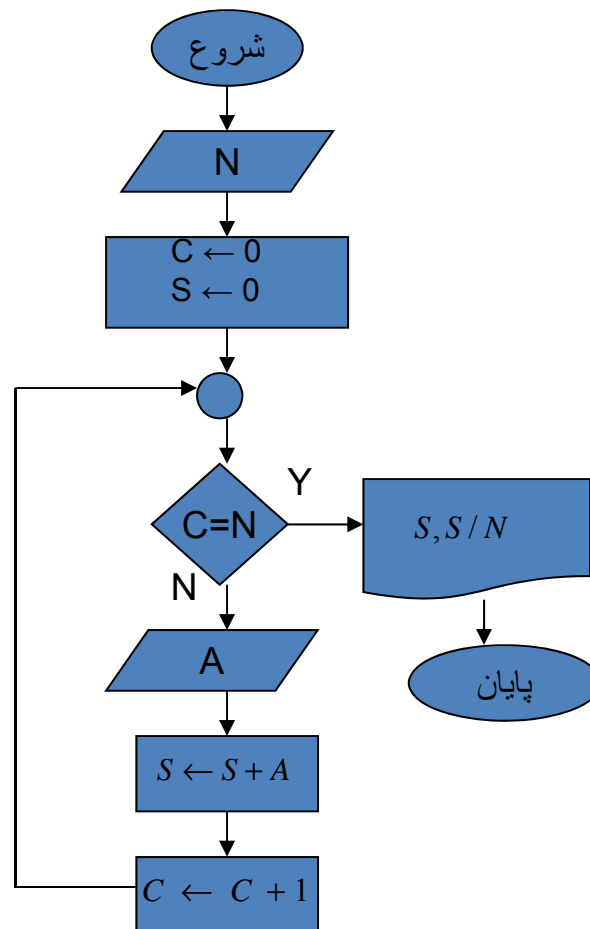 شروع
N
C ← 0
S ← 0
C=N
Y
S, S / N
N
A
پایان
S ← S + A
C ← C + 1